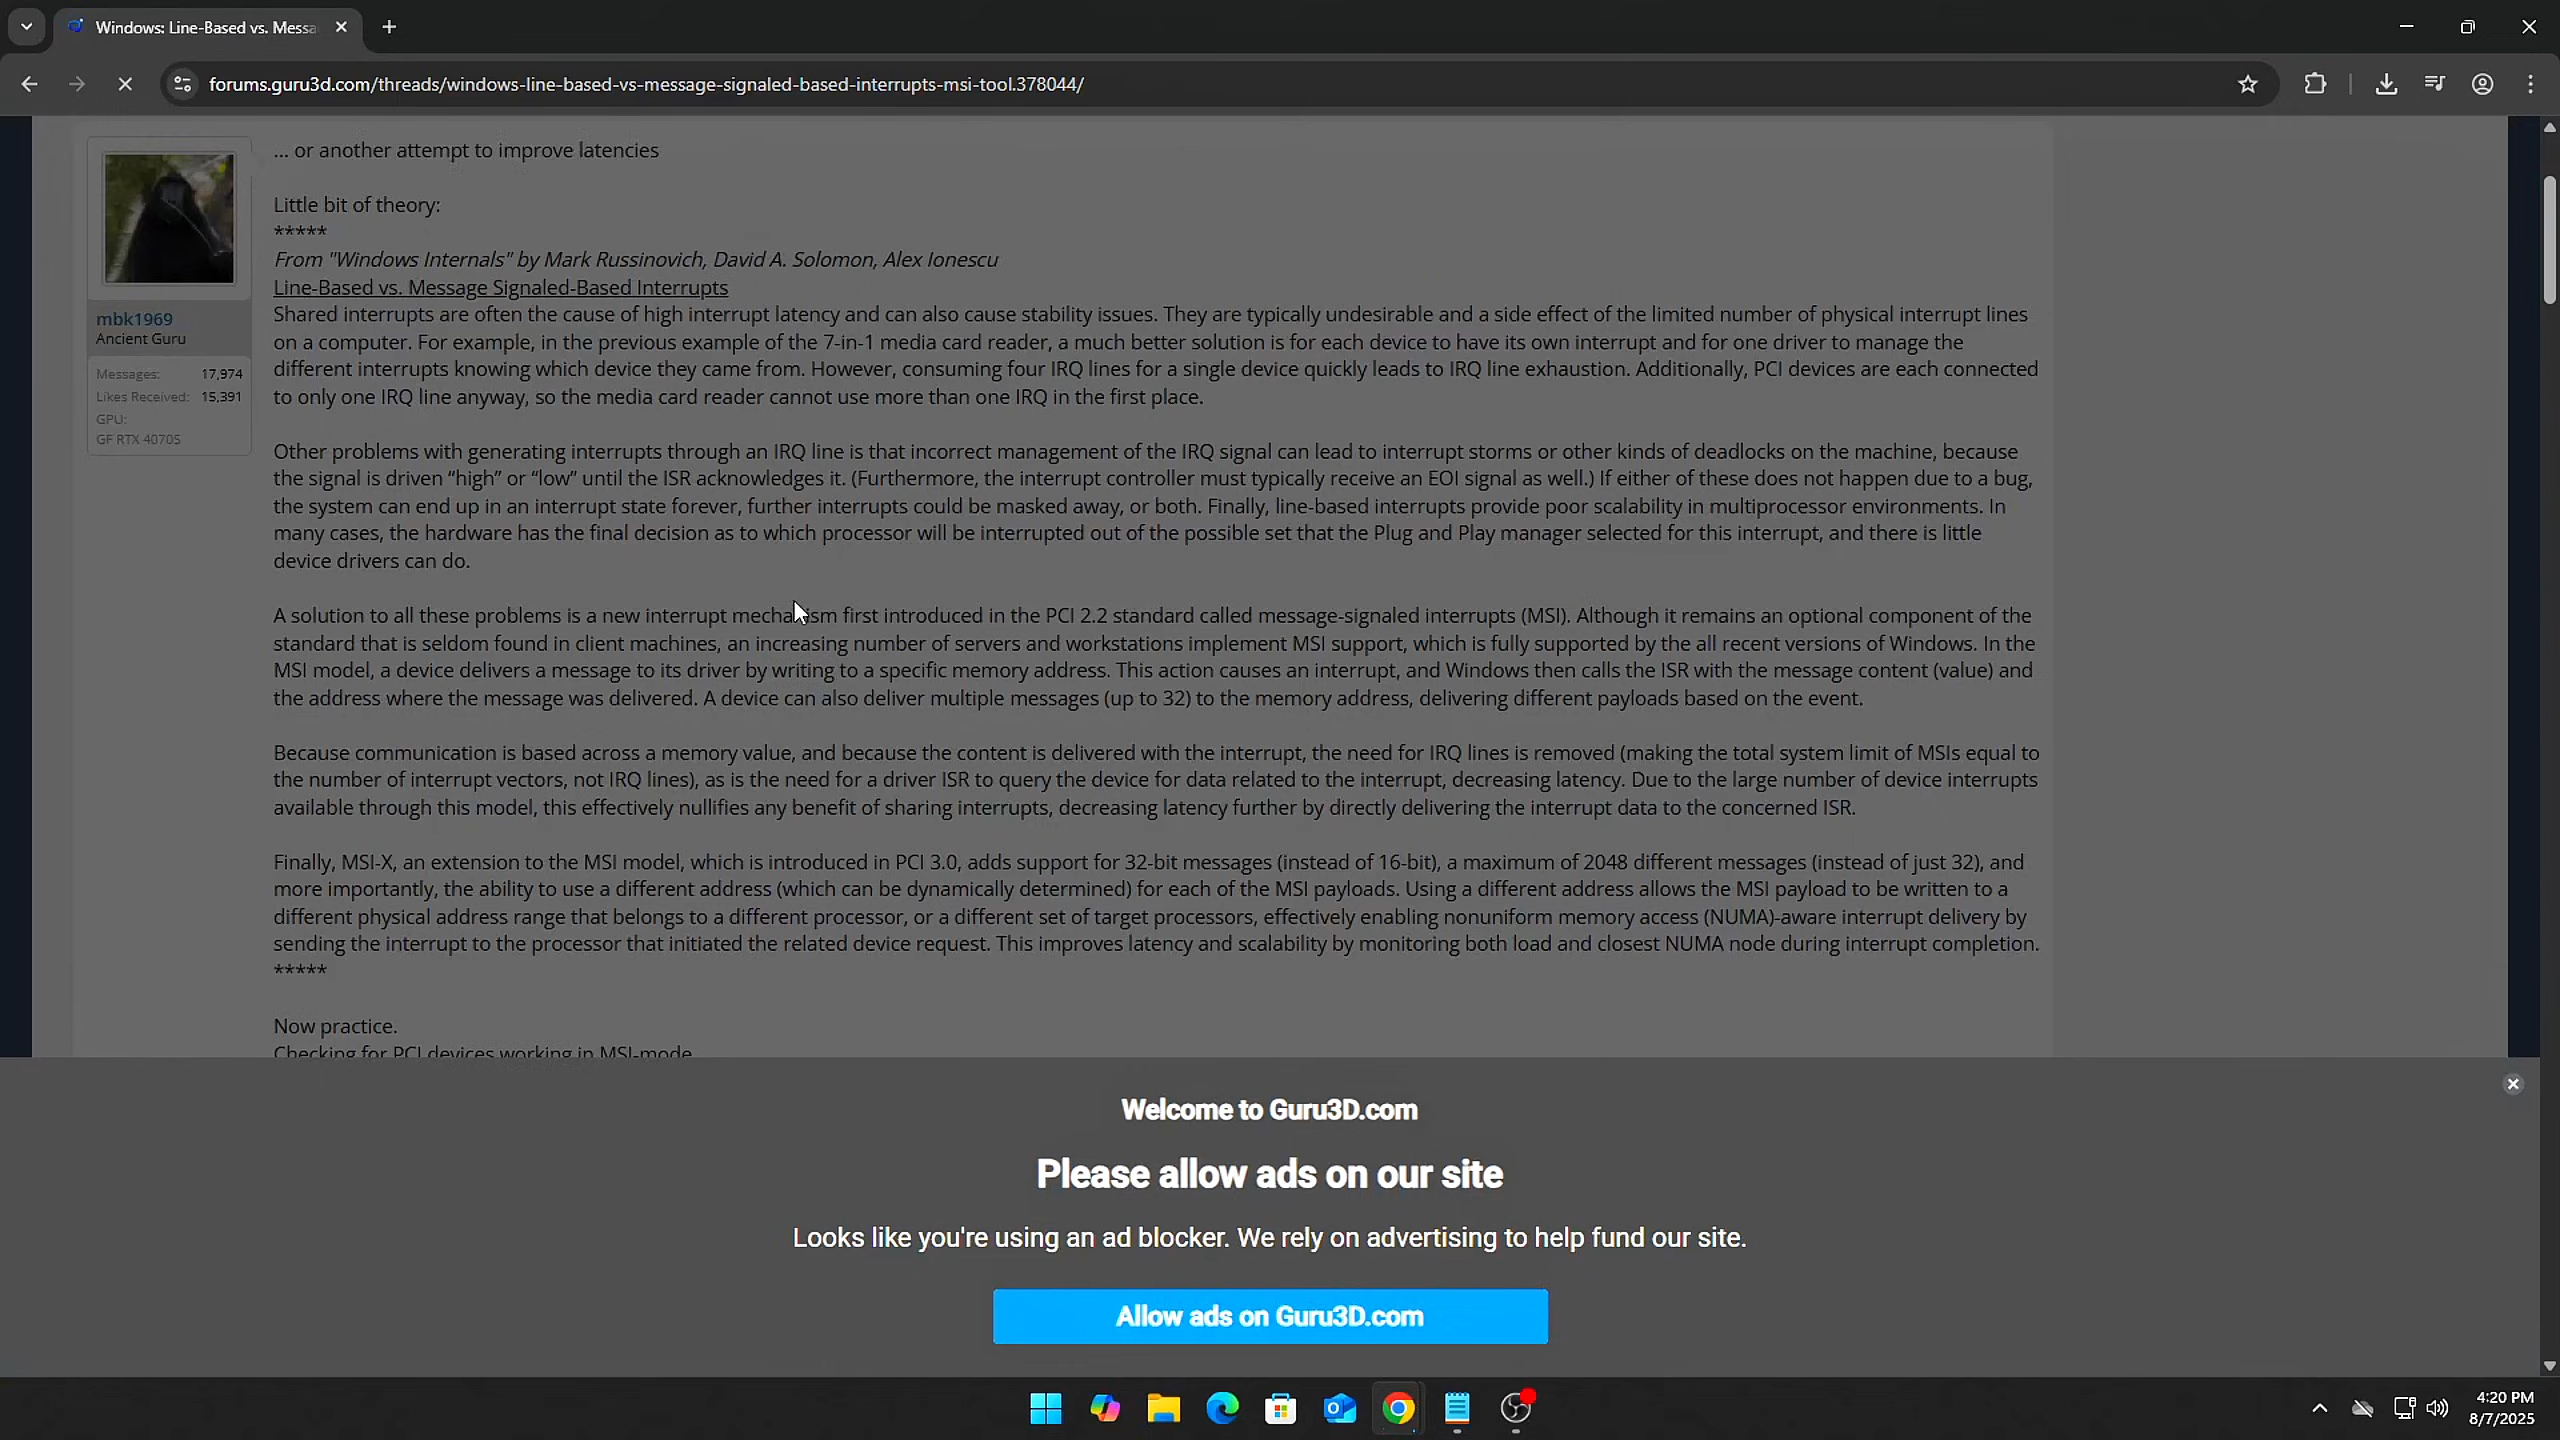 Windows: Line-Based vs. Messa
forums.guru3d.com/threads/windows-line-based-vs-message-signaled-based-interrupts-msi-tool.378044/
... or another attempt to improve latencies
Little bit of theory:
*****
From "Windows Internals" by Mark Russinovich, David A. Solomon, Alex Ionescu
Line-Based vs. Message Signaled-Based Interrupts
Shared interrupts are often the cause of high interrupt latency and can also cause stability issues. They are typically undesirable and a side effect of the limited number of physical interrupt lines
on a computer. For example, in the previous example of the 7-in-1 media card reader, a much better solution is for each device to have its own interrupt and for one driver to manage the
different interrupts knowing which device they came from. However, consuming four IRQ lines for a single device quickly leads to IRQ line exhaustion. Additionally, PCI devices are each connected
to only one IRQ line anyway, so the media card reader cannot use more than one IRQ in the first place.
mbk1969
Ancient Guru
Messages: 17,974
Likes Received: 15,391
GPU:
GF RTX 4070S
Other problems with generating interrupts through an IRQ line is that incorrect management of the IRQ signal can lead to interrupt storms or other kinds of deadlocks on the machine, because
the signal is driven “high” or “low” until the ISR acknowledges it. (Furthermore, the interrupt controller must typically receive an EOI signal as well.) If either of these does not happen due to a bug,
the system can end up in an interrupt state forever, further interrupts could be masked away, or both. Finally, line-based interrupts provide poor scalability in multiprocessor environments. In
many cases, the hardware has the final decision as to which processor will be interrupted out of the possible set that the Plug and Play manager selected for this interrupt, and there is little
device drivers can do.
A solution to all these problems is a new interrupt mechanism first introduced in the PCI 2.2 standard called message-signaled interrupts (MSI). Although it remains an optional component of the
standard that is seldom found in client machines, an increasing number of servers and workstations implement MSI support, which is fully supported by the all recent versions of Windows. In the
MSI model, a device delivers a message to its driver by writing to a specific memory address. This action causes an interrupt, and Windows then calls the ISR with the message content (value) and
the address where the message was delivered. A device can also deliver multiple messages (up to 32) to the memory address, delivering different payloads based on the event.
Because communication is based across a memory value, and because the content is delivered with the interrupt, the need for IRQ lines is removed (making the total system limit of MSIs equal to
the number of interrupt vectors, not IRQ lines), as is the need for a driver ISR to query the device for data related to the interrupt, decreasing latency. Due to the large number of device interrupts
available through this model, this effectively nullifies any benefit of sharing interrupts, decreasing latency further by directly delivering the interrupt data to the concerned ISR.
Finally, MSI-X, an extension to the MSI model, which is introduced in PCI 3.0, adds support for 32-bit messages (instead of 16-bit), a maximum of 2048 different messages (instead of just 32), and
more importantly, the ability to use a different address (which can be dynamically determined) for each of the MSI payloads. Using a different address allows the MSI payload to be written to a
different physical address range that belongs to a different processor, or a different set of target processors, effectively enabling nonuniform memory access (NUMA)-aware interrupt delivery by
sending the interrupt to the processor that initiated the related device request. This improves latency and scalability by monitoring both load and closest NUMA node during interrupt completion.
*****
Now practice.
Checking for PCI devices working in MSI-mode.
Welcome to Guru3D.com
Please allow ads on our site
Looks like you're using an ad blocker. We rely on advertising to help fund our site.
Allow ads on Guru3D.com
4:20 PM
8/7/2025